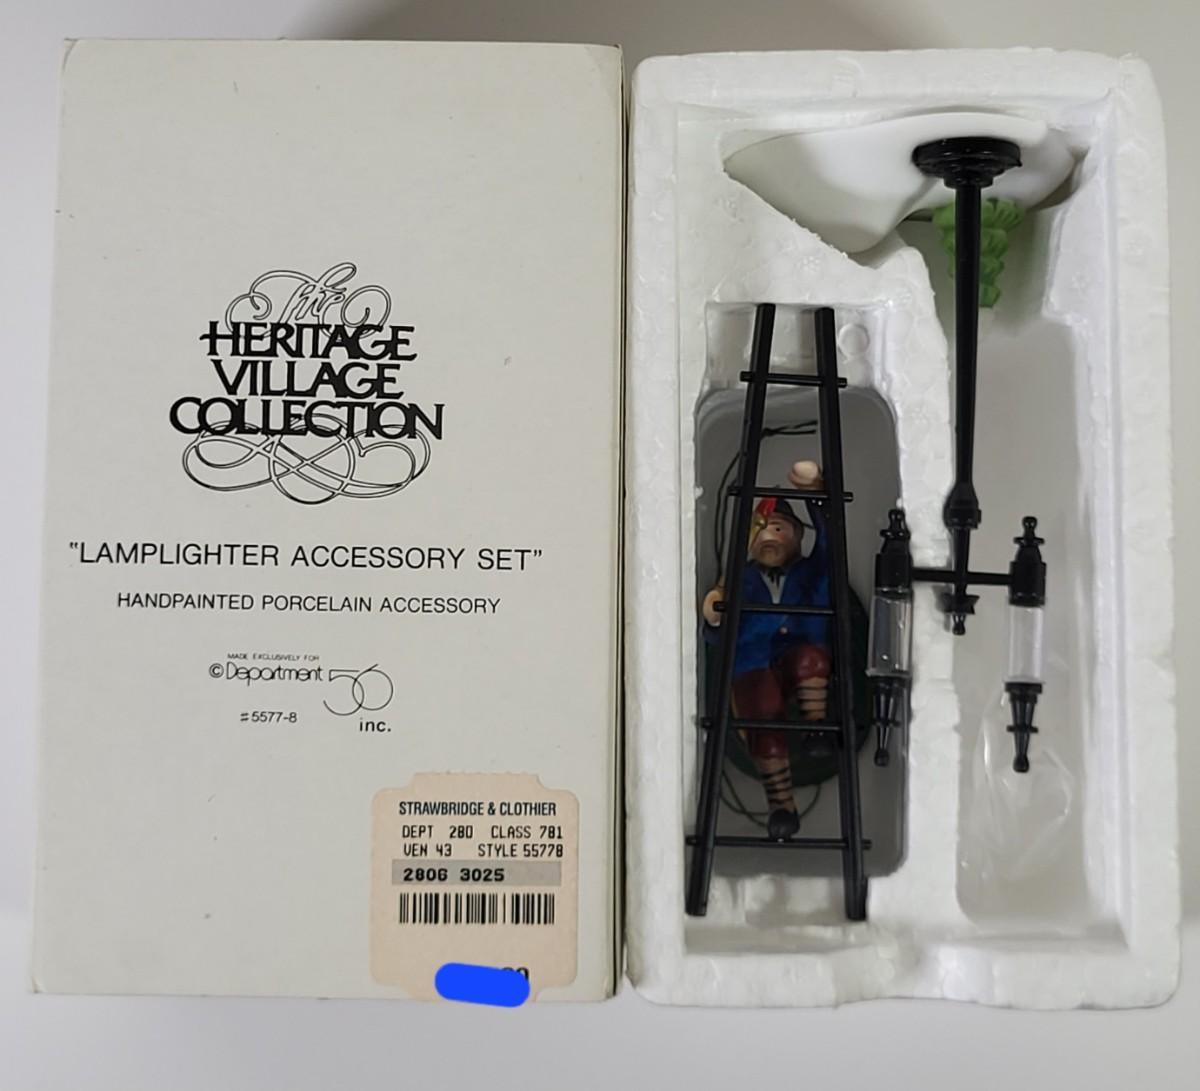 The
HERITAGE
VILLAGE
COLLECTION
"LAMPLIGHTER ACCESSORY SET"
HANDPAINTED PORCELAIN ACCESSORY
MADE EXCLUSIVELY FOR
©Department 56
#5577-8
inc.
STRAWBRIDGE & CLOTHIER
DEPT 280 CLASS 781
VEN 43 STYLE 55778
2806 3025